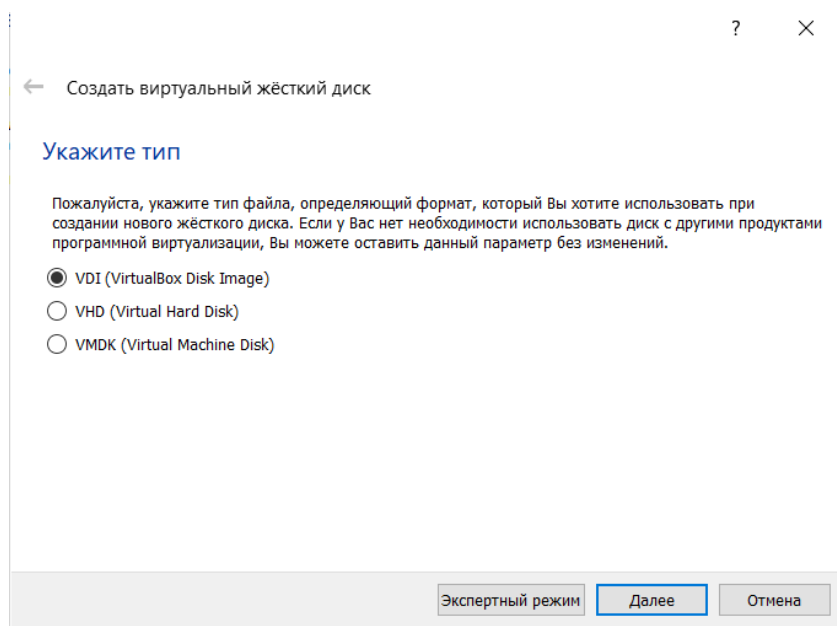 ?
Создать виртуальный жёсткий диск
Укажите тип
Пожалуйста, укажите тип файла, определяющий формат, который Вы хотите использовать при
создании нового жёсткого диска. Если у Вас нет необходимости использовать диск с другими продуктами
программной виртуализации, Вы можете оставить данный параметр без изменений.
VDI (VirtualBox Disk Image)
VHD (Virtual Hard Disk)
VMDK (Virtual Machine Disk)
Экспертный режим Далее Отмена